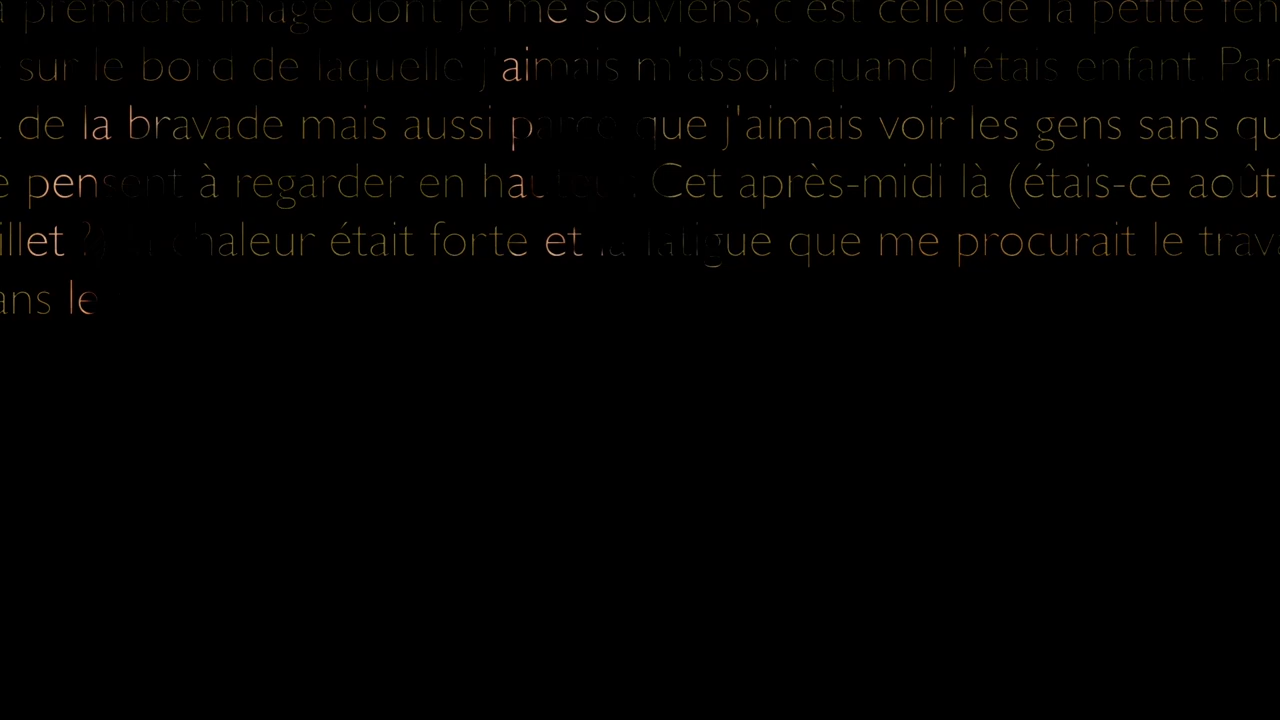 première image dont je me souviens, c'est celle de la petite fen
sur le bord de laquelle j'aimais m'assoir quand j'étais enfant. Par
de la bravade mais aussi parce que j'aimais voir les gens sans qu
e pensent à regarder en hauteur. Cet après-midi là (étais-ce août
illet ?) la chaleur était forte et la fatigue que me procurait le trav
ans le